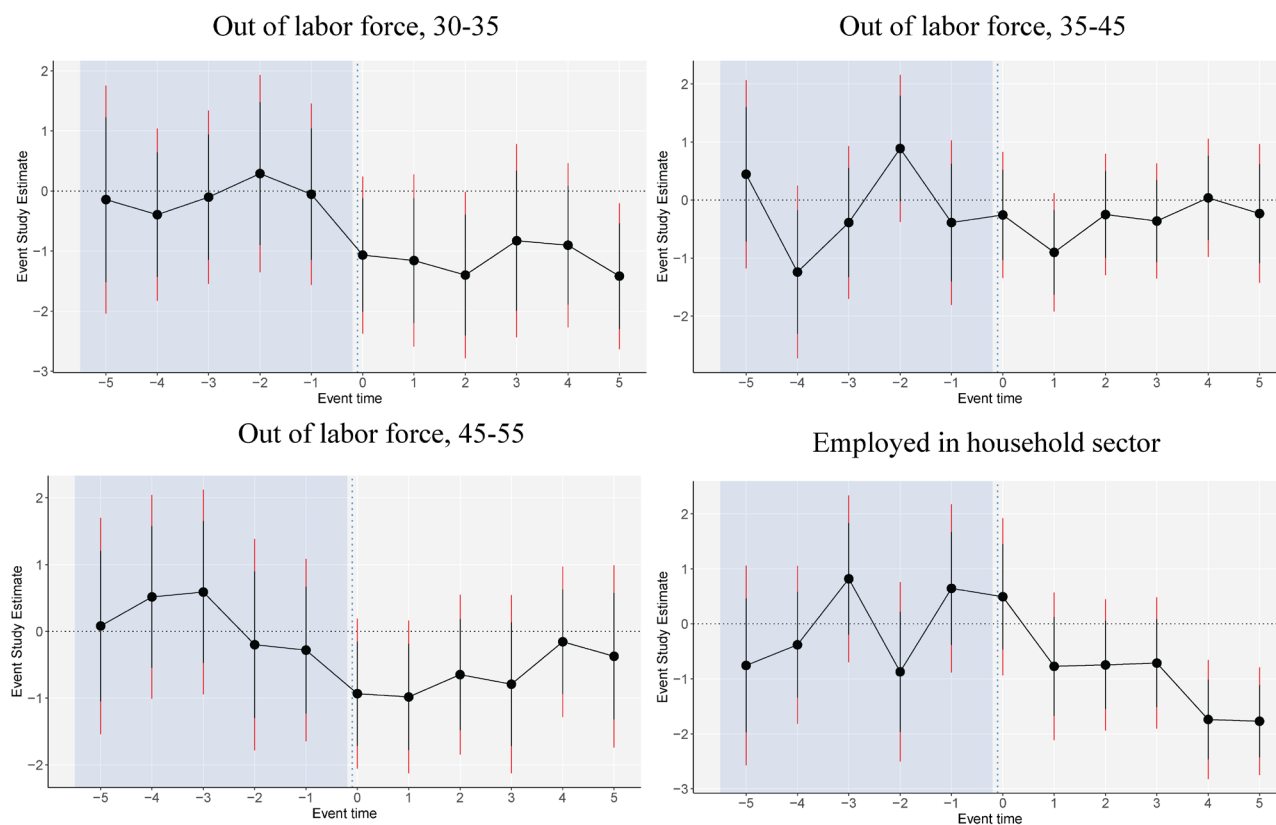 Out of labor force, 30-35
Event Study Estimate
2
1
0
−1
−2
−3
−5 −4 −3 −2 −1 0 1 2 3 4 5
Event time
Out of labor force, 35-45
Event Study Estimate
2
1
0
−1
−2
−5 −4 −3 −2 −1 0 1 2 3 4 5
Event time
Out of labor force, 45-55
Event Study Estimate
2
1
0
−1
−2
−5 −4 −3 −2 −1 0 1 2 3 4 5
Event time
Employed in household sector
Event Study Estimate
2
1
0
−1
−2
−3
−5 −4 −3 −2 −1 0 1 2 3 4 5
Event time